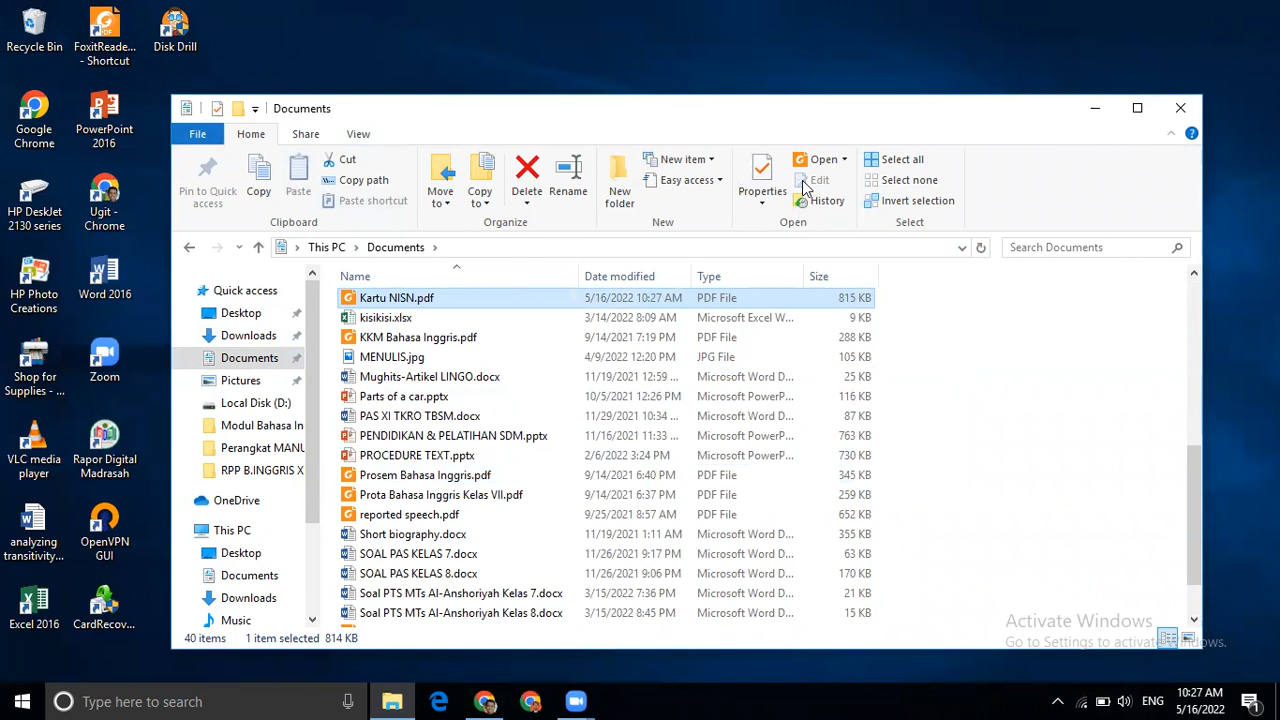 Recycle Bin
FoxitReade... - Shortcut
Disk Drill
Google Chrome
PowerPoint 2016
HP DeskJet 2130 series
Ugit - Chrome
HP Photo Creations
Word 2016
Shop for Supplies - ...
Zoom
VLC media player
Rapor Digital Madrasah
analyzing transitivity...
OpenVPN GUI
Excel 2016
CardRecov...
Documents
File Home Share View
Pin to Quick access
Copy
Paste
Cut
Copy path
Paste shortcut
Clipboard
Move to
Copy to
Delete
Rename
Organize
New folder
New item
Easy access
New
Properties
Open
Edit
History
Open
Select all
Select none
Invert selection
Select
This PC Documents
Search Documents
Quick access
Desktop
Downloads
Documents
Pictures
Local Disk (D:)
Modul Bahasa In
Perangkat MANU
RPP B.INGGRIS X
OneDrive
This PC
Desktop
Documents
Downloads
Music
Name Date modified Type Size
Kartu NISN.pdf 5/16/2022 10:27 AM PDF File 815 KB
kisikisi.xlsx 3/14/2022 8:09 AM Microsoft Excel W... 9 KB
KKM Bahasa Inggris.pdf 9/14/2021 7:19 PM PDF File 288 KB
MENULIS.jpg 4/9/2022 12:20 PM JPG File 105 KB
Mughits-Artikel LINGO.docx 11/19/2021 12:59 ... Microsoft Word D... 25 KB
Parts of a car.pptx 10/5/2021 12:26 PM Microsoft PowerP... 116 KB
PAS XI TKRO TBSM.docx 11/29/2021 10:34 ... Microsoft Word D... 87 KB
PENDIDIKAN & PELATIHAN SDM.pptx 11/16/2021 11:33 ... Microsoft PowerP... 763 KB
PROCEDURE TEXT.pptx 2/6/2022 3:24 PM Microsoft PowerP... 730 KB
Prosem Bahasa Inggris.pdf 9/14/2021 6:40 PM PDF File 345 KB
Prota Bahasa Inggris Kelas VII.pdf 9/14/2021 6:37 PM PDF File 259 KB
reported speech.pdf 9/25/2021 8:57 AM PDF File 652 KB
Short biography.docx 11/19/2021 1:11 AM Microsoft Word D... 355 KB
SOAL PAS KELAS 7.docx 11/26/2021 9:17 PM Microsoft Word D... 63 KB
SOAL PAS KELAS 8.docx 11/26/2021 9:06 PM Microsoft Word D... 170 KB
Soal PTS MTs Al-Anshoriyah Kelas 7.docx 3/15/2022 7:36 PM Microsoft Word D... 21 KB
Soal PTS MTs Al-Anshoriyah Kelas 8.docx 3/15/2022 8:45 PM Microsoft Word D... 15 KB
40 items 1 item selected 814 KB
Activate Windows
Go to Settings to activate Windows.
Type here to search
ENG
10:27 AM
5/16/2022
1